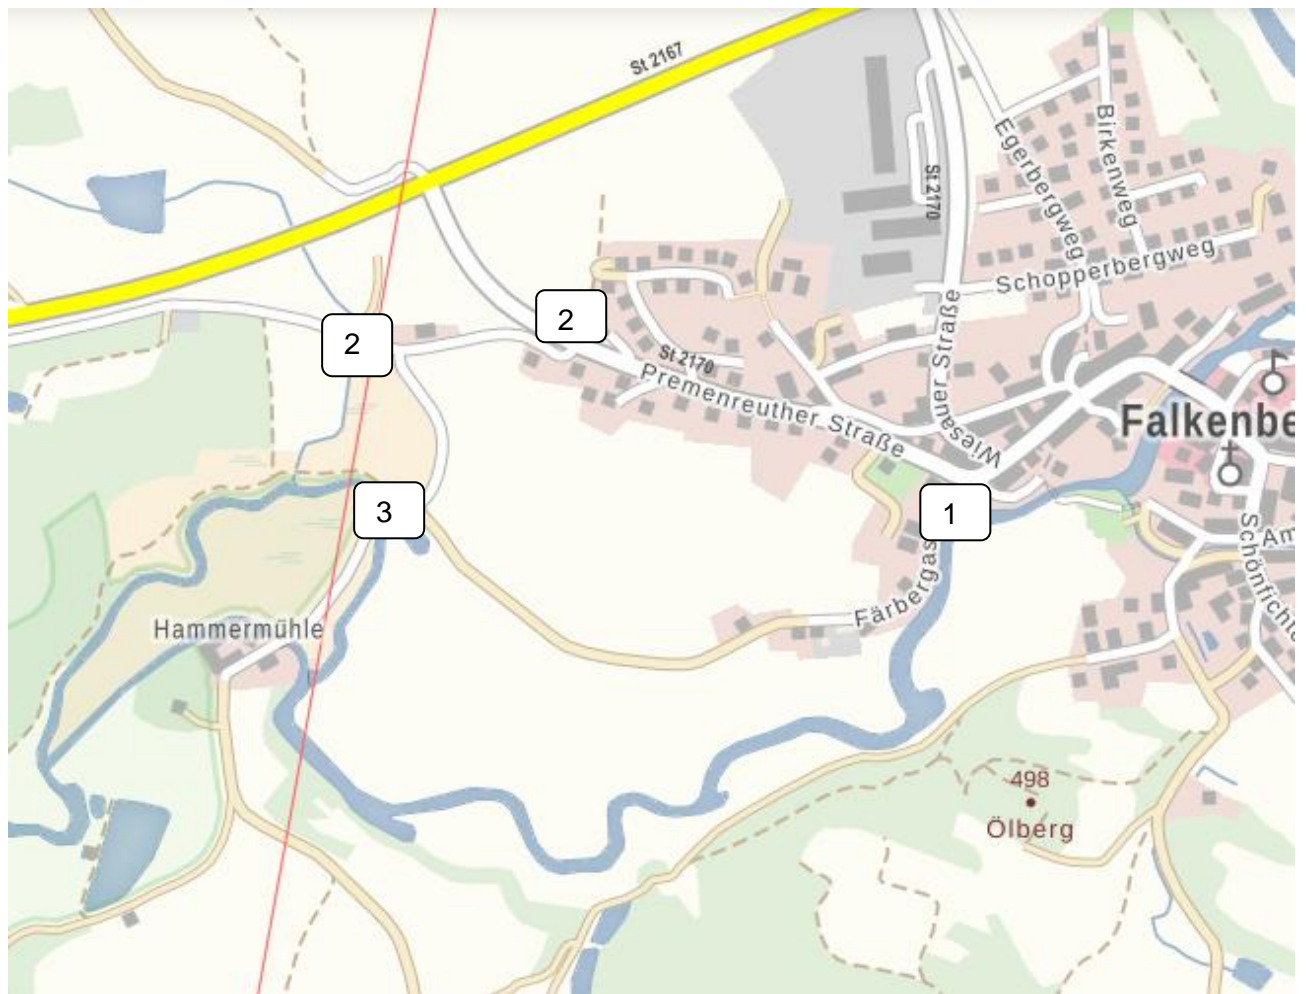 St 2167
Birkenweg
Egerbergweg
St 2170
Schopperbergweg
2
2
St 2170
Premenreuther Straße
Wiesauer Straße
Falkenbe
3
1
Am
Schönfichta
Färbergas
Hammermühle
498
Ölberg